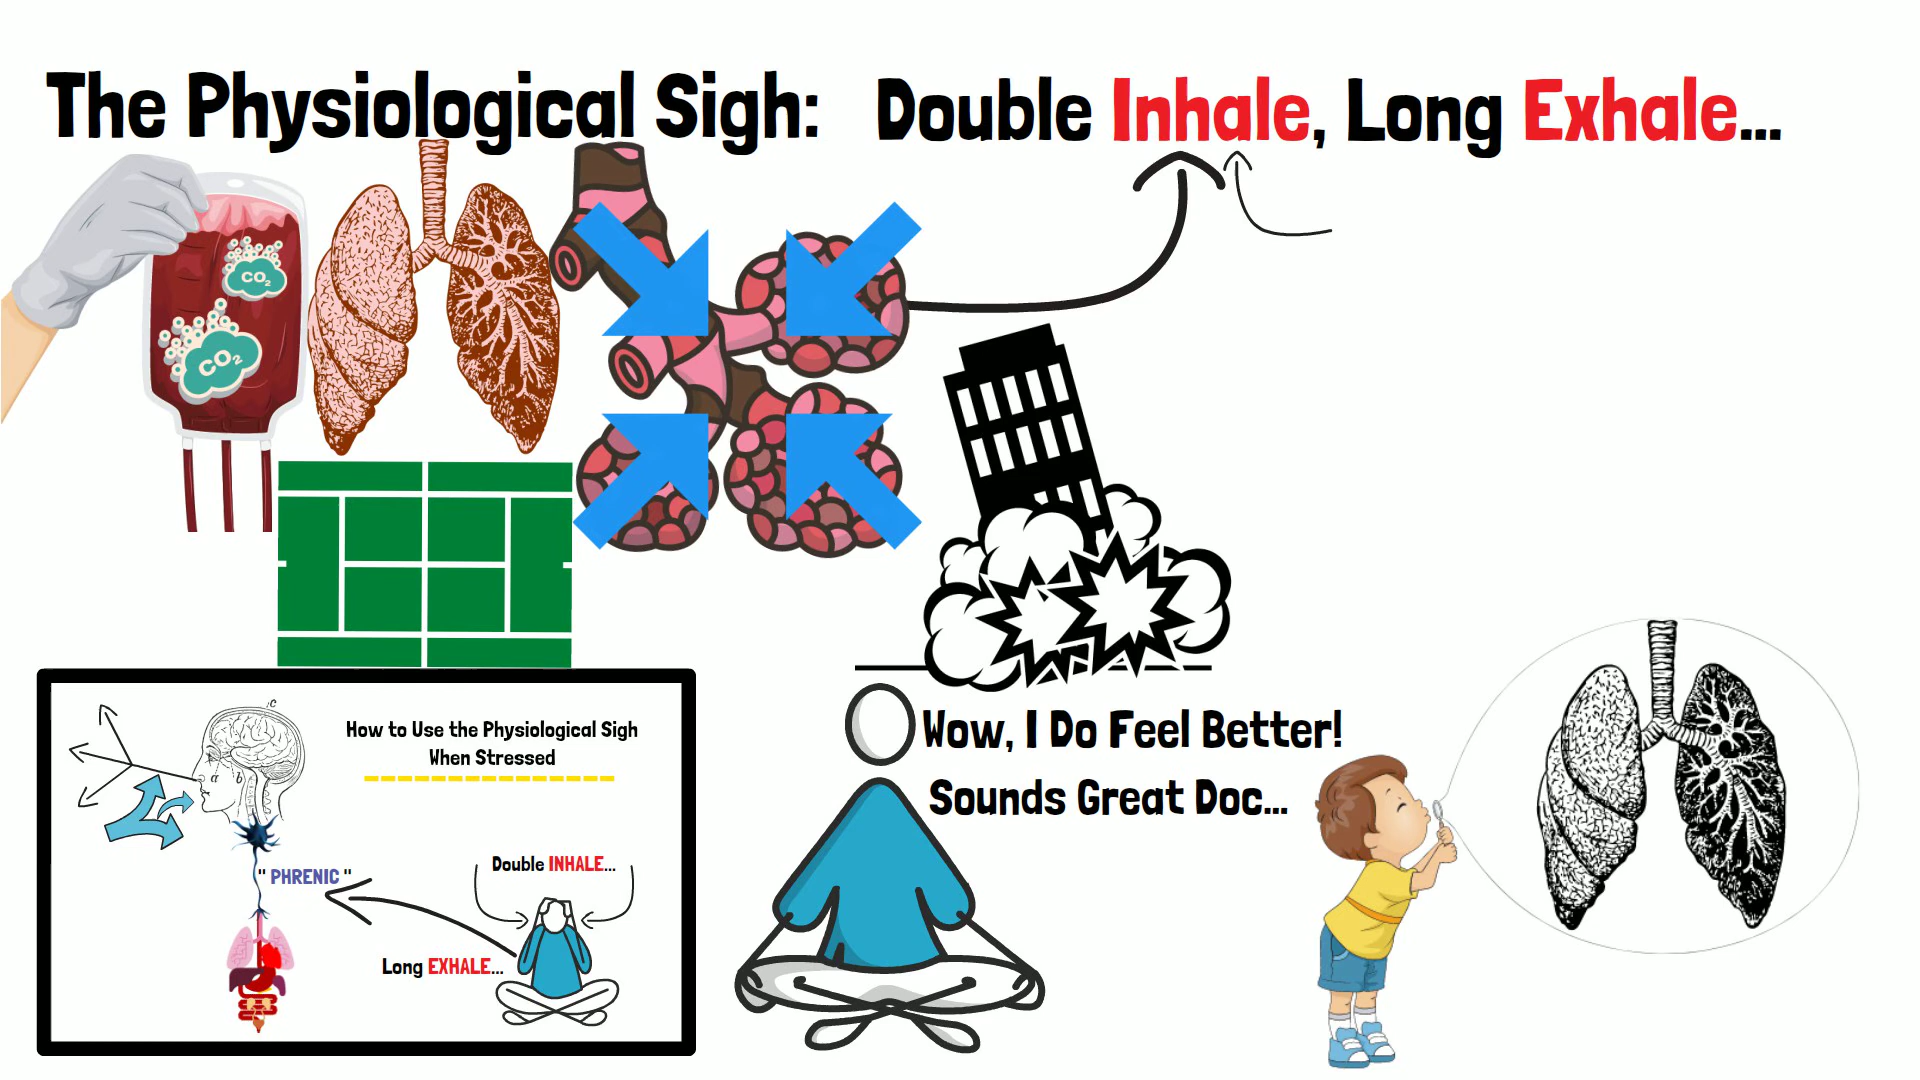 The Physiological Sigh: Double Inhale, Long Exhale...
CO2
CO2
How to Use the Physiological Sigh
When Stressed
c
a b
" PHRENIC "
Double INHALE...
Long EXHALE...
Wow, I Do Feel Better!
Sounds Great Doc...